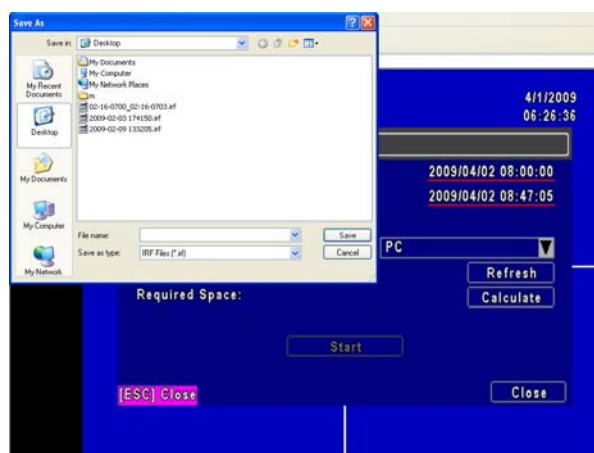 Save As
Save in: Desktop
My Recent Documents
Desktop
My Documents
My Computer
My Network
My Documents
My Computer
My Network Places
m
02-16-0700_02-16-0703.irf
2009-02-03 174150.irf
2009-02-09 133205.irf
File name:
Save as type: IRF Files (*.irf)
Save
Cancel
4/1/2009
06:26:36
2009/04/02 08:00:00
2009/04/02 08:47:05
PC
Refresh
Required Space:
Calculate
Start
[ESC] Close
Close